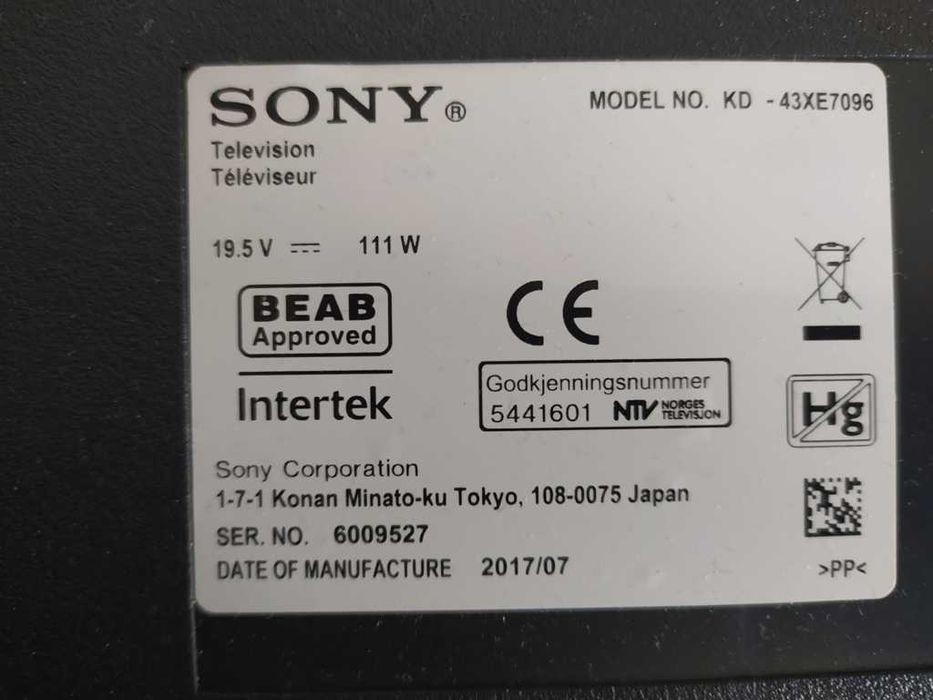 SONY®
MODEL NO. KD - 43XE7096
Television
Téléviseur
19.5 V 111 W
BEAB
Approved
Intertek
CE
Godkjenningsnummer
5441601 NTV NORGES TELEVISJON
Hg
Sony Corporation
1-7-1 Konan Minato-ku Tokyo, 108-0075 Japan
SER. NO. 6009527
DATE OF MANUFACTURE 2017/07
>PP<